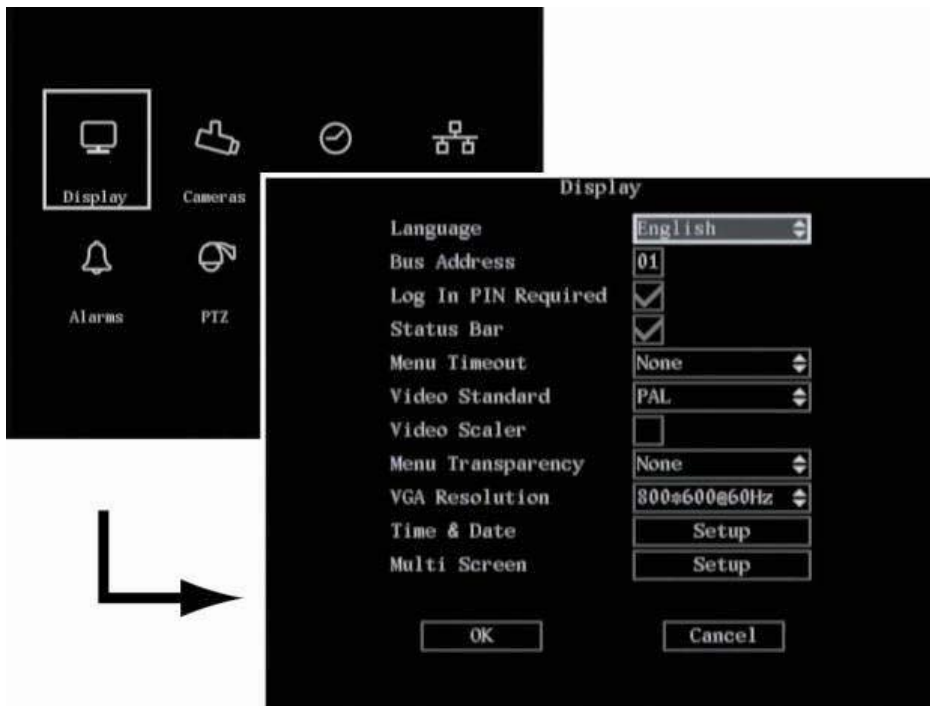 Display
Cameras
Alarms
PTZ
Display
Language English
Bus Address 01
Log In PIN Required
Status Bar
Menu Timeout None
Video Standard PAL
Video Scaler
Menu Transparency None
VGA Resolution 800*600@60Hz
Time & Date Setup
Multi Screen Setup
OK Cancel